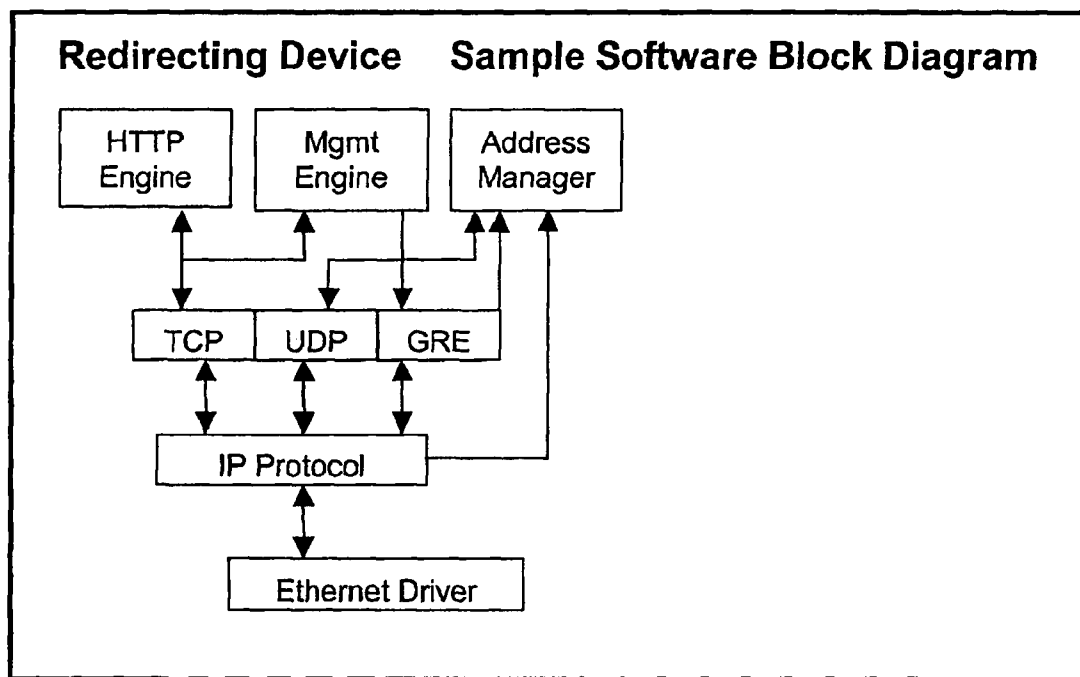 Redirecting Device Sample Software Block Diagram
HTTP
Engine
Mgmt
Engine
Address
Manager
TCP
UDP
GRE
IP Protocol
Ethernet Driver